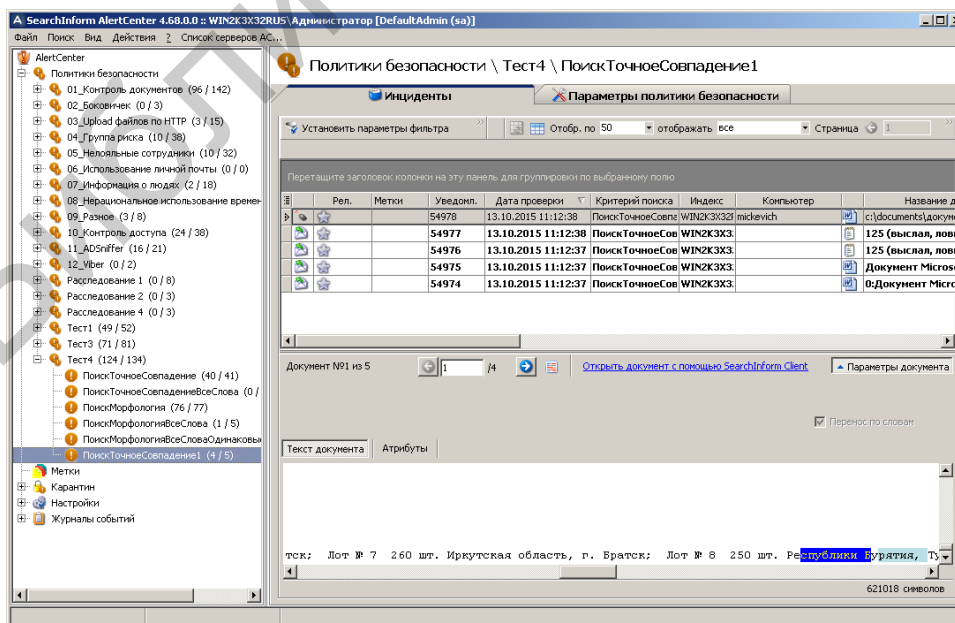 SearchInform AlertCenter 4.68.0.0 :: WIN2K3X32RUS\Администратор [DefaultAdmin (sa)]
Файл Поиск Вид Действия ? Список серверов AC...
AlertCenter
Политики безопасности
01_Контроль документов (96 / 142)
02_Боковичек (0 / 3)
03_Upload файлов по HTTP (3 / 15)
04_Группа риска (10 / 38)
05_Нелояльные сотрудники (10 / 32)
06_Использование личной почты (0 / 0)
07_Информация о людях (2 / 18)
08_Нерациональное использование времен
09_Разное (3 / 8)
10_Контроль доступа (24 / 38)
11_ADSniffer (16 / 21)
12_Viber (0 / 2)
Расследование 1 (0 / 8)
Расследование 2 (0 / 3)
Расследование 4 (0 / 3)
Тест1 (49 / 52)
Тест3 (71 / 81)
Тест4 (124 / 134)
ПоискТочноеСовпадение (40 / 41)
ПоискТочноеСовпадениеВсеСлова (0 /
ПоискМорфология (76 / 77)
ПоискМорфологияВсеСлова (1 / 5)
ПоискМорфологияВсеСловаОдинаковы
ПоискТочноеСовпадение1 (4 / 5)
Метки
Карантин
Настройки
Журналы событий
Политики безопасности \ Тест4 \ ПоискТочноеСовпадение1
Инциденты Параметры политики безопасности
Установить параметры фильтра Отобр. по 50 отображать все Страница 1
Перетащите заголовок колонки на эту панель для группировки по выбранному полю
Рел. Метки Уведомл. Дата проверки Критерий поиска Индекс Компьютер Название д
54978 13.10.2015 11:12:38 ПоискТочноеСовпа WIN2K3X32I mickevich c:\documents\докуме
54977 13.10.2015 11:12:38 ПоискТочноеСов WIN2K3X3 125 (выслал, лови
54976 13.10.2015 11:12:37 ПоискТочноеСов WIN2K3X3 125 (выслал, лови
54975 13.10.2015 11:12:37 ПоискТочноеСов WIN2K3X3 Документ Microsо
54974 13.10.2015 11:12:37 ПоискТочноеСов WIN2K3X3 0:Документ Micro
Документ №1 из 5 1 /4 Открыть документ с помощью SearchInform Client Параметры документа
Перенос по словам
Текст документа Атрибуты
тск; Лот № 7 260 шт. Иркутская область, г. Братск; Лот № 8 250 шт. Республики Бурятия, Ту
621018 символов